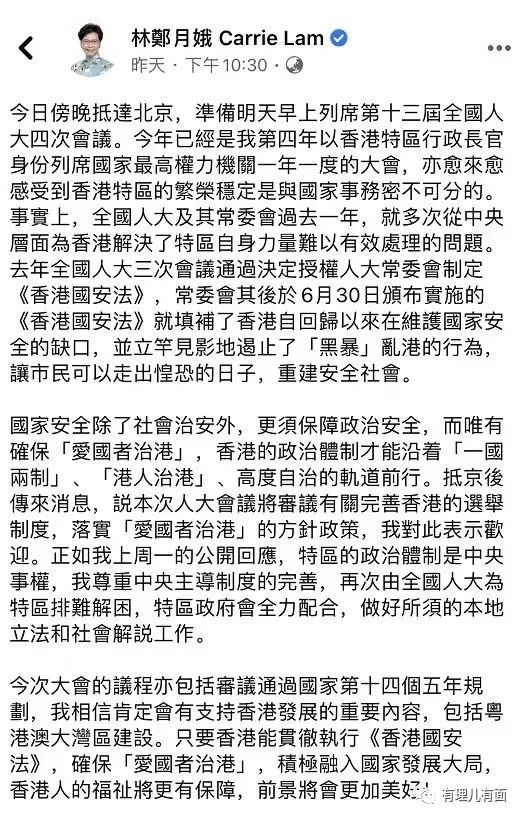 林鄭月娥 Carrie Lam
昨天 · 下午10:30 ·
今日傍晚抵達北京，準備明天早上列席第十三屆全國人
大四次會議。今年已經是我第四年以香港特區行政長官
身份列席國家最高權力機關一年一度的大會，亦愈來愈
感受到香港特區的繁榮穩定是與國家事務密不可分的。
事實上，全國人大及其常委會過去一年，就多次從中央
層面為香港解決了特區自身力量難以有效處理的問題。
去年全國人大三次會議通過決定授權人大常委會制定
《香港國安法》，常委會其後於6月30日頒布實施的
《香港國安法》就填補了香港自回歸以來在維護國家安
全的缺口，並立竿見影地遏止了「黑暴」亂港的行為，
讓市民可以走出惶恐的日子，重建安全社會。
國家安全除了社會治安外，更須保障政治安全，而唯有
確保「愛國者治港」，香港的政治體制才能沿着「一國
兩制」、「港人治港」、高度自治的軌道前行。抵京後
傳來消息，説本次人大會議將審議有關完善香港的選舉
制度，落實「愛國者治港」的方針政策，我對此表示歡
迎。正如我上周一的公開回應，特區的政治體制是中央
事權，我尊重中央主導制度的完善，再次由全國人大為
特區排難解困，特區政府會全力配合，做好所須的本地
立法和社會解説工作。
今次大會的議程亦包括審議通過國家第十四個五年規
劃，我相信肯定會有支持香港發展的重要內容，包括粵
港澳大灣區建設。只要香港能貫徹執行《香港國安
法》，確保「愛國者治港」，積極融入國家發展大局，
香港人的福祉將更有保障，前景將會更加美好！
有理儿有面